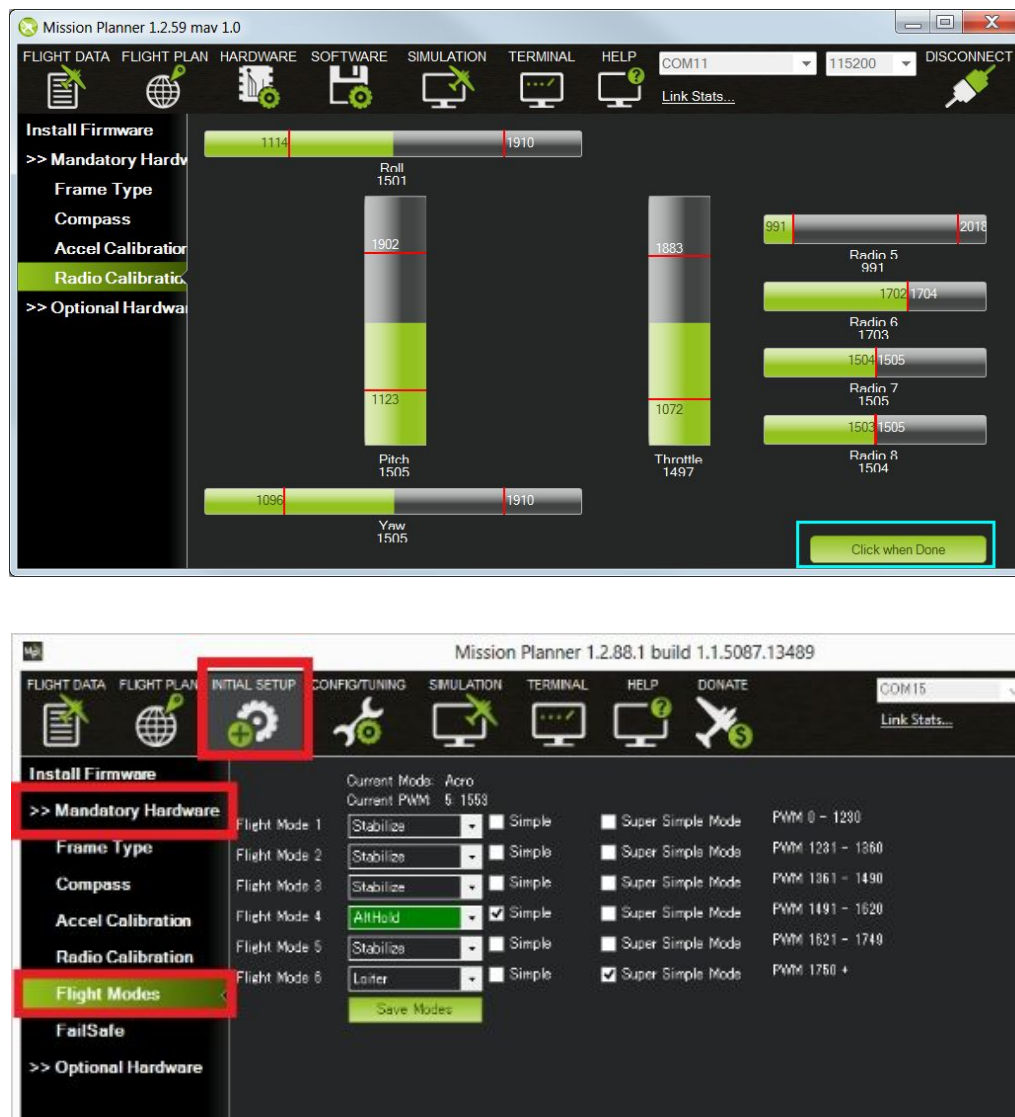 Mission Planner 1.2.59 mav 1.0
FLIGHT DATA FLIGHT PLAN HARDWARE SOFTWARE SIMULATION TERMINAL HELP COM11 115200 DISCONNECT
Link Stats...
Install Firmware
>> Mandatory Hardw
Frame Type
Compass
Accel Calibration
Radio Calibratio
>> Optional Hardwar
1114 1910
Roll
1501
1902
1123
Pitch
1505
1883
1072
Throttle
1497
991 2018
Radio 5
991
1702 1704
Radio 6
1703
1504 1505
Radio 7
1505
1503 1505
Radio 8
1504
1096 1910
Yaw
1505
Click when Done
Mission Planner 1.2.88.1 build 1.1.5087.13489
FLIGHT DATA FLIGHT PLAN INITIAL SETUP CONFIG/TUNING SIMULATION TERMINAL HELP DONATE COM15
Link Stats...
Install Firmware
>> Mandatory Hardware
Frame Type
Compass
Accel Calibration
Radio Calibration
Flight Modes
FailSafe
>> Optional Hardware
Current Mode: Acro
Current PWM: 5: 1553
Flight Mode 1 Stabilize Simple Super Simple Mode PWM 0 - 1230
Flight Mode 2 Stabilize Simple Super Simple Mode PWM 1231 - 1360
Flight Mode 3 Stabilize Simple Super Simple Mode PWM 1361 - 1490
Flight Mode 4 AltHold Simple Super Simple Mode PWM 1491 - 1620
Flight Mode 5 Stabilize Simple Super Simple Mode PWM 1621 - 1749
Flight Mode 6 Loiter Simple Super Simple Mode PWM 1750 +
Save Modes